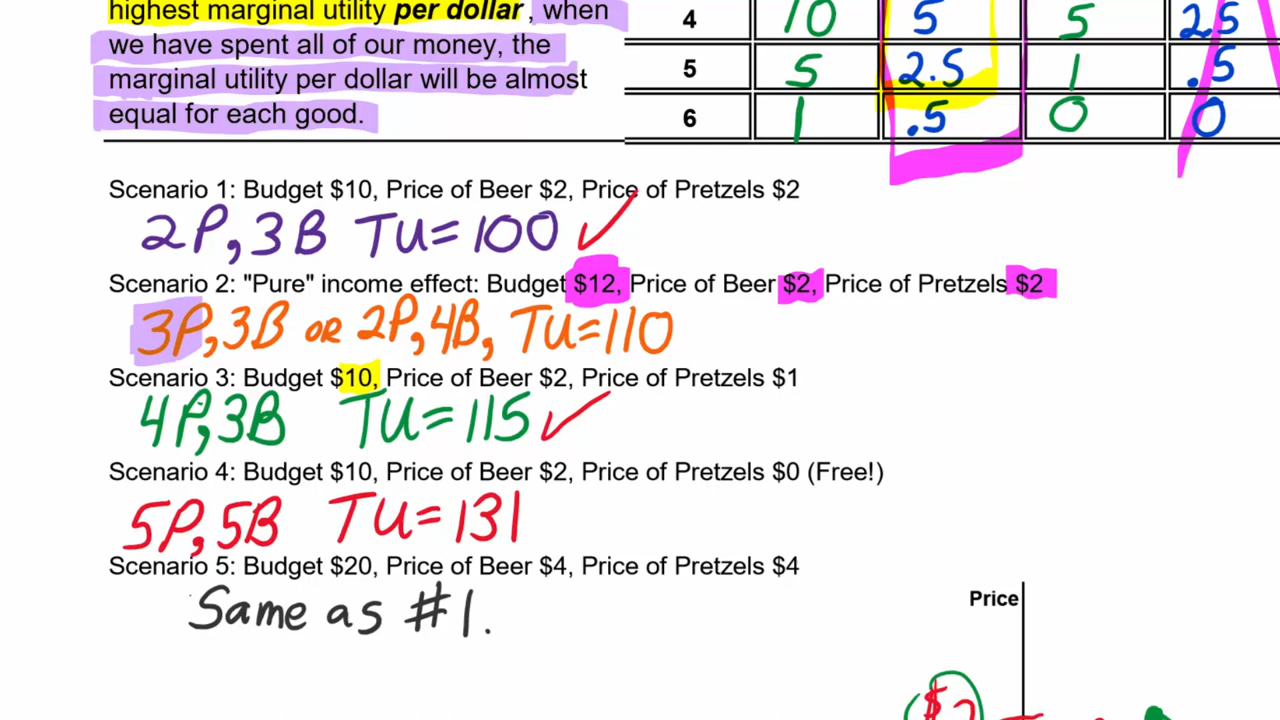 highest marginal utility per dollar, when
we have spent all of our money, the
marginal utility per dollar will be almost
equal for each good.
4 10 5 5 2.5
5 5 2.5 1 .5
6 1 .5 0 0
Scenario 1: Budget $10, Price of Beer $2, Price of Pretzels $2
2P, 3B TU=100
Scenario 2: "Pure" income effect: Budget $12, Price of Beer $2, Price of Pretzels $2
3P, 3B OR 2P, 4B, TU=110
Scenario 3: Budget $10, Price of Beer $2, Price of Pretzels $1
4P, 3B TU=115
Scenario 4: Budget $10, Price of Beer $2, Price of Pretzels $0 (Free!)
5P, 5B TU=131
Scenario 5: Budget $20, Price of Beer $4, Price of Pretzels $4
Same as #1.
Price